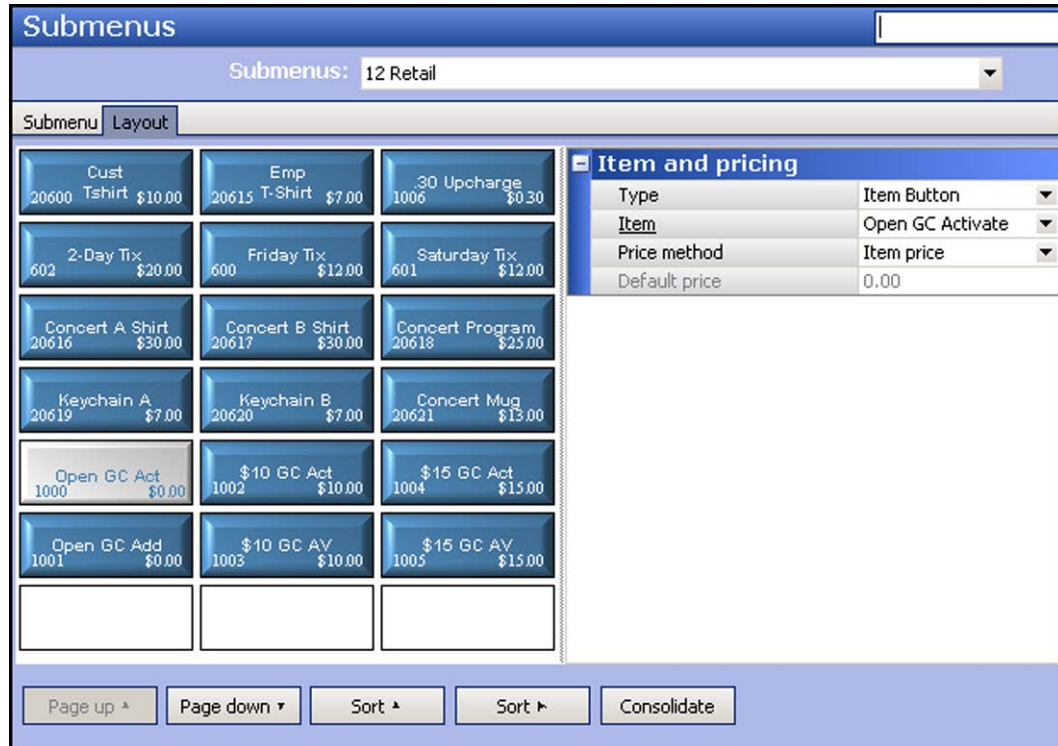 Submenus
Submenus: 12 Retail
Submenu Layout
Cust
20600 Tshirt $10.00
Emp
20615 T-Shirt $7.00
.30 Upcharge
1006 $0.30
2-Day Tix
602 $20.00
Friday Tix
600 $12.00
Saturday Tix
601 $12.00
Concert A Shirt
20616 $30.00
Concert B Shirt
20617 $30.00
Concert Program
20618 $25.00
Keychain A
20619 $7.00
Keychain B
20620 $7.00
Concert Mug
20621 $13.00
Open GC Act
1000 $0.00
$10 GC Act
1002 $10.00
$15 GC Act
1004 $15.00
Open GC Add
1001 $0.00
$10 GC AV
1003 $10.00
$15 GC AV
1005 $15.00
Item and pricing
Type Item Button
Item Open GC Activate
Price method Item price
Default price 0.00
Page up Page down Sort Sort Consolidate